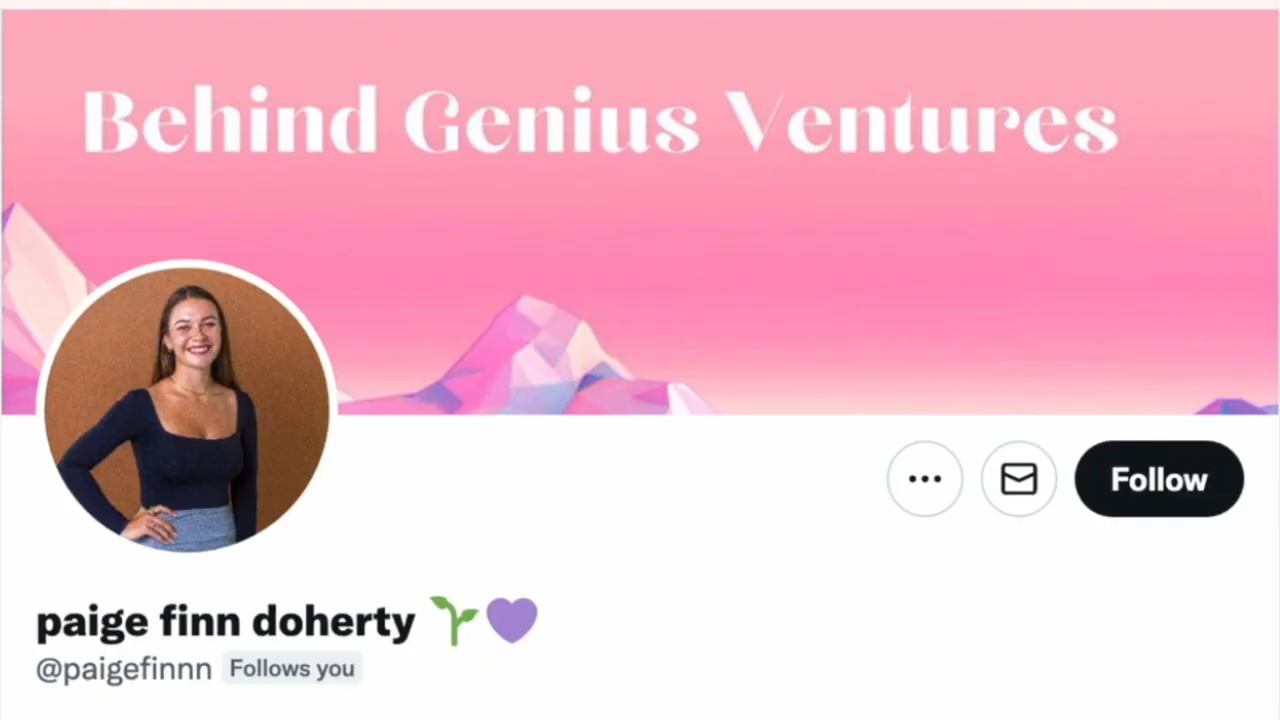 Behind Genius Ventures
Follow
paige finn doherty 🌱💜
@paigefinnn Follows you